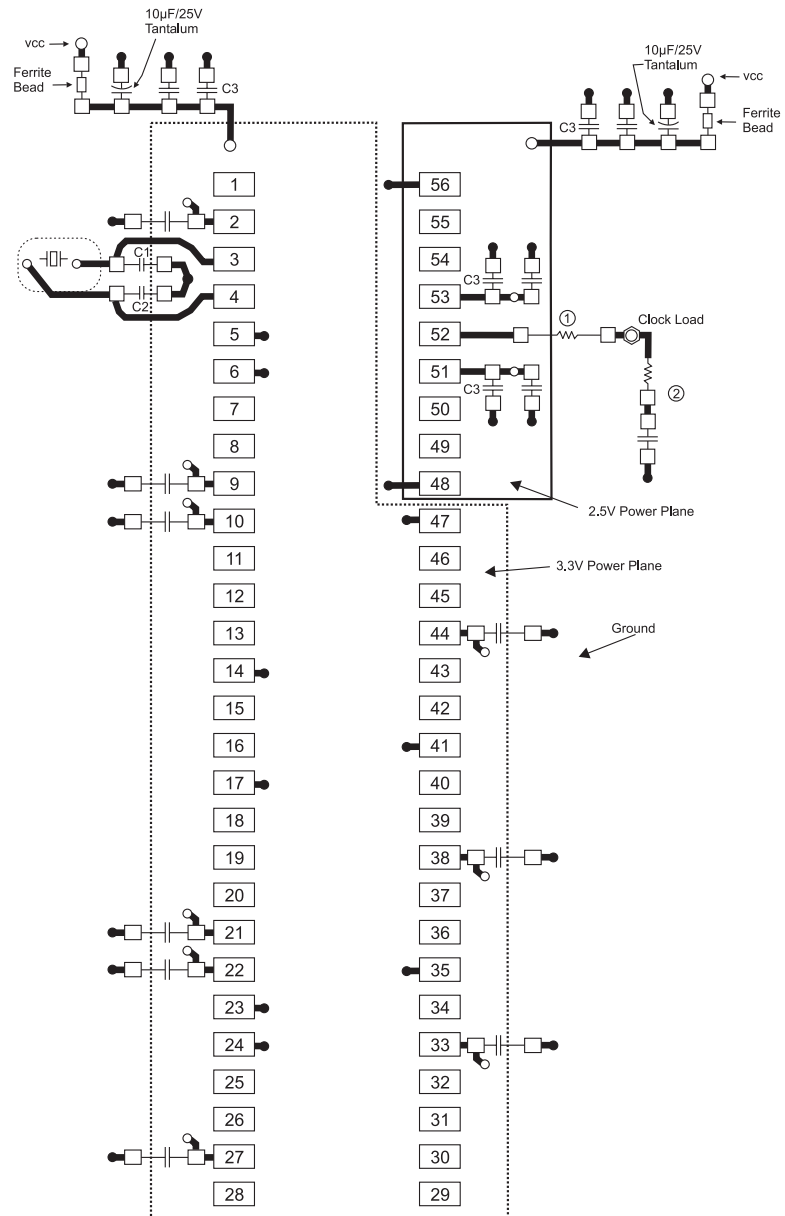 10µF/25V
Tantalum
vcc
Ferrite
Bead
C3
10µF/25V
Tantalum
vcc
C3
Ferrite
Bead
1
56
2
55
3
54
C1
C3
4
53
C2
5
52
1
Clock Load
6
51
C3
2
7
50
8
49
9
48
2.5V Power Plane
10
47
11
46
3.3V Power Plane
12
45
13
44
Ground
14
43
15
42
16
41
17
40
18
39
19
38
20
37
21
36
22
35
23
34
24
33
25
32
26
31
27
30
28
29